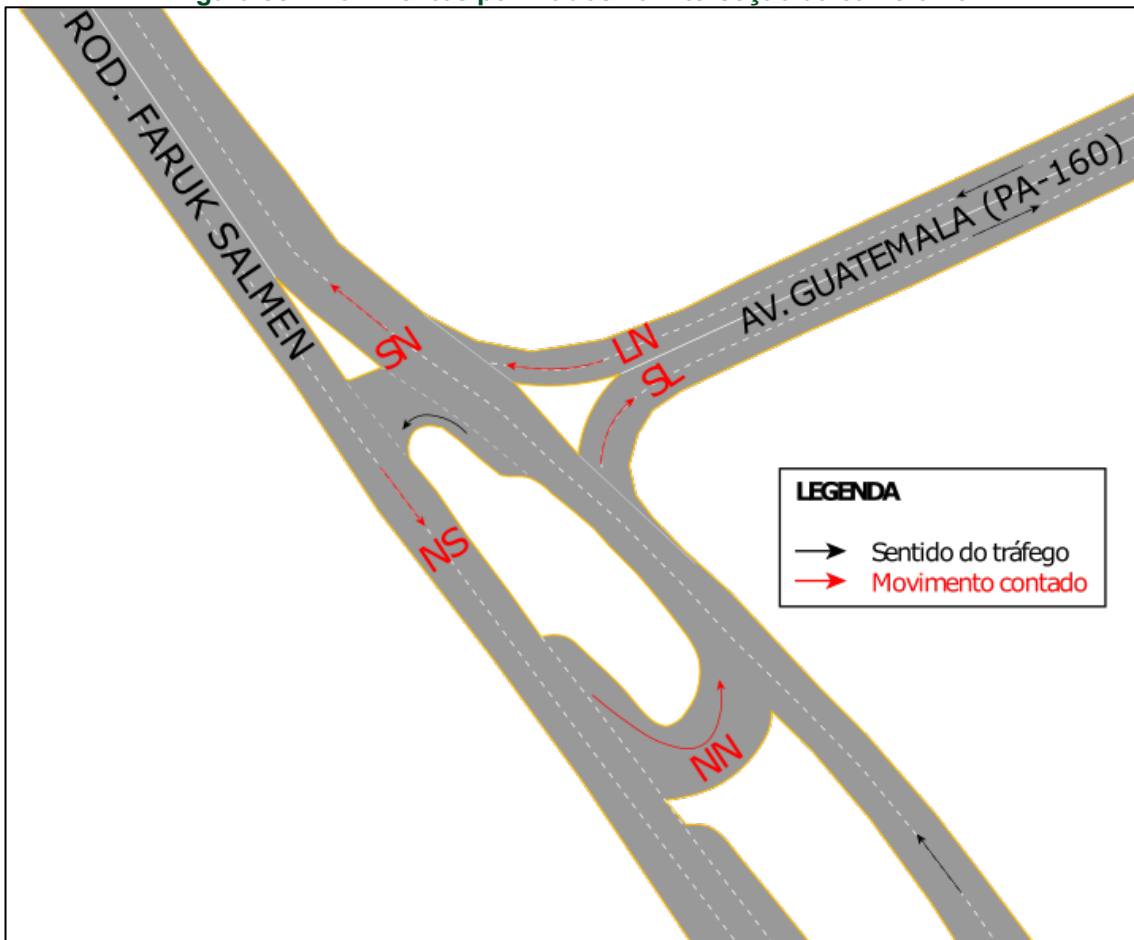 ROD. FARUK SALMEN
AV. GUATEMALA (PA-160)
SN
LN
SL
NS
NN
LEGENDA
Sentido do tráfego
Movimento contado